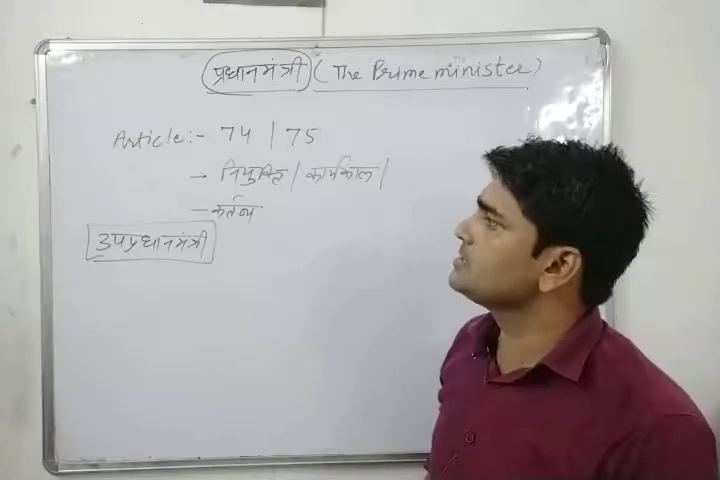 प्रधानमंत्री (The Prime minister)
Article:- 74 | 75
→ नियुक्ति | कार्यकाल |
– कर्तव्य
उपप्रधानमंत्री